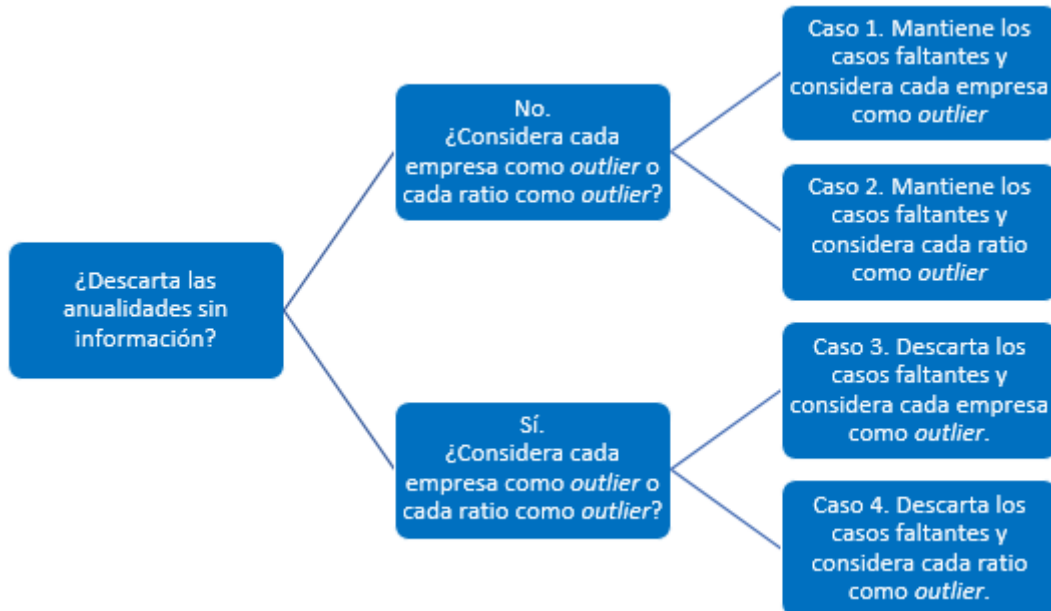 ¿Descarta las
anualidades sin
información?
No.
¿Considera cada
empresa como outlier o
cada ratio como outlier?
Sí.
¿Considera cada
empresa como outlier o
cada ratio como outlier?
Caso 1. Mantiene los
casos faltantes y
considera cada empresa
como outlier
Caso 2. Mantiene los
casos faltantes y
considera cada ratio
como outlier
Caso 3. Descarta los
casos faltantes y
considera cada empresa
como outlier.
Caso 4. Descarta los
casos faltantes y
considera cada ratio
como outlier.